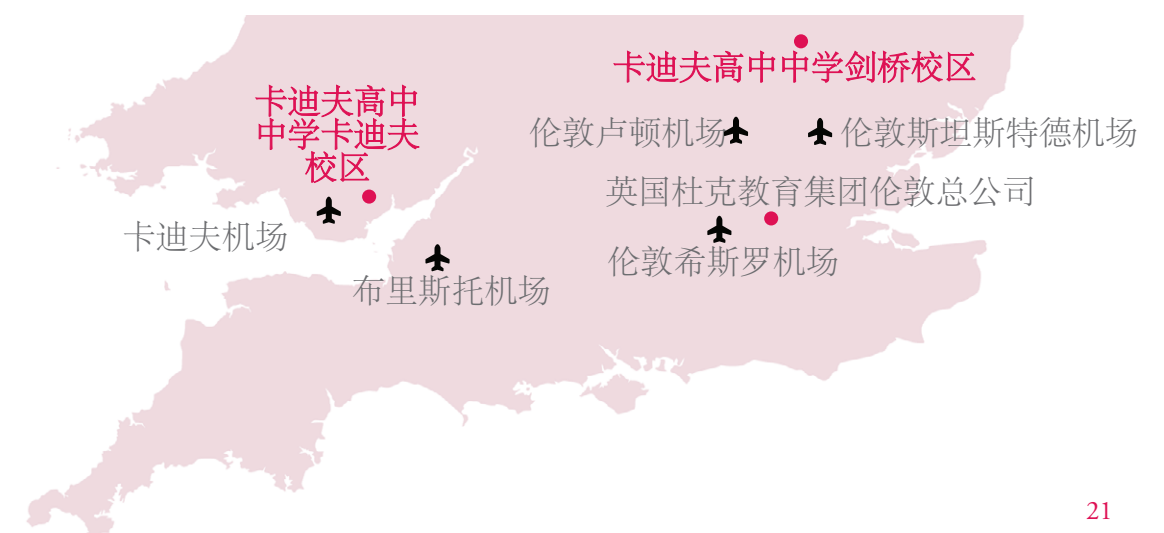 卡迪夫高中中学剑桥校区
卡迪夫高中
中学卡迪夫
校区
伦敦卢顿机场
伦敦斯坦斯特德机场
英国杜克教育集团伦敦总公司
卡迪夫机场
伦敦希斯罗机场
布里斯托机场
21